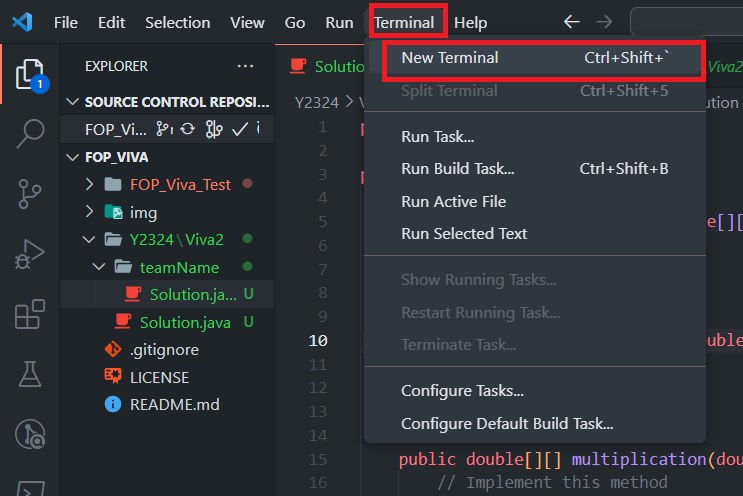 File Edit Selection View Go Run Terminal Help
EXPLORER ...
SOURCE CONTROL REPOSI...
FOP_Vi...
FOP_VIVA
FOP_Viva_Test
img
Y2324\Viva2
teamName
Solution.ja... U
Solution.java U
.gitignore
LICENSE
README.md
1
New Terminal Ctrl+Shift+`
Split Terminal Ctrl+Shift+5
Run Task...
Run Build Task... Ctrl+Shift+B
Run Active File
Run Selected Text
Show Running Tasks...
Restart Running Task...
Terminate Task...
Configure Tasks...
Configure Default Build Task...
Solutio
Viva2
Y2324 > V
ution
1 p
2
3 p
4
5 e[][]
6
7
8
9
10 double
11
12
13
14
15 public double[][] multiplication(dou
16 // Implement this method